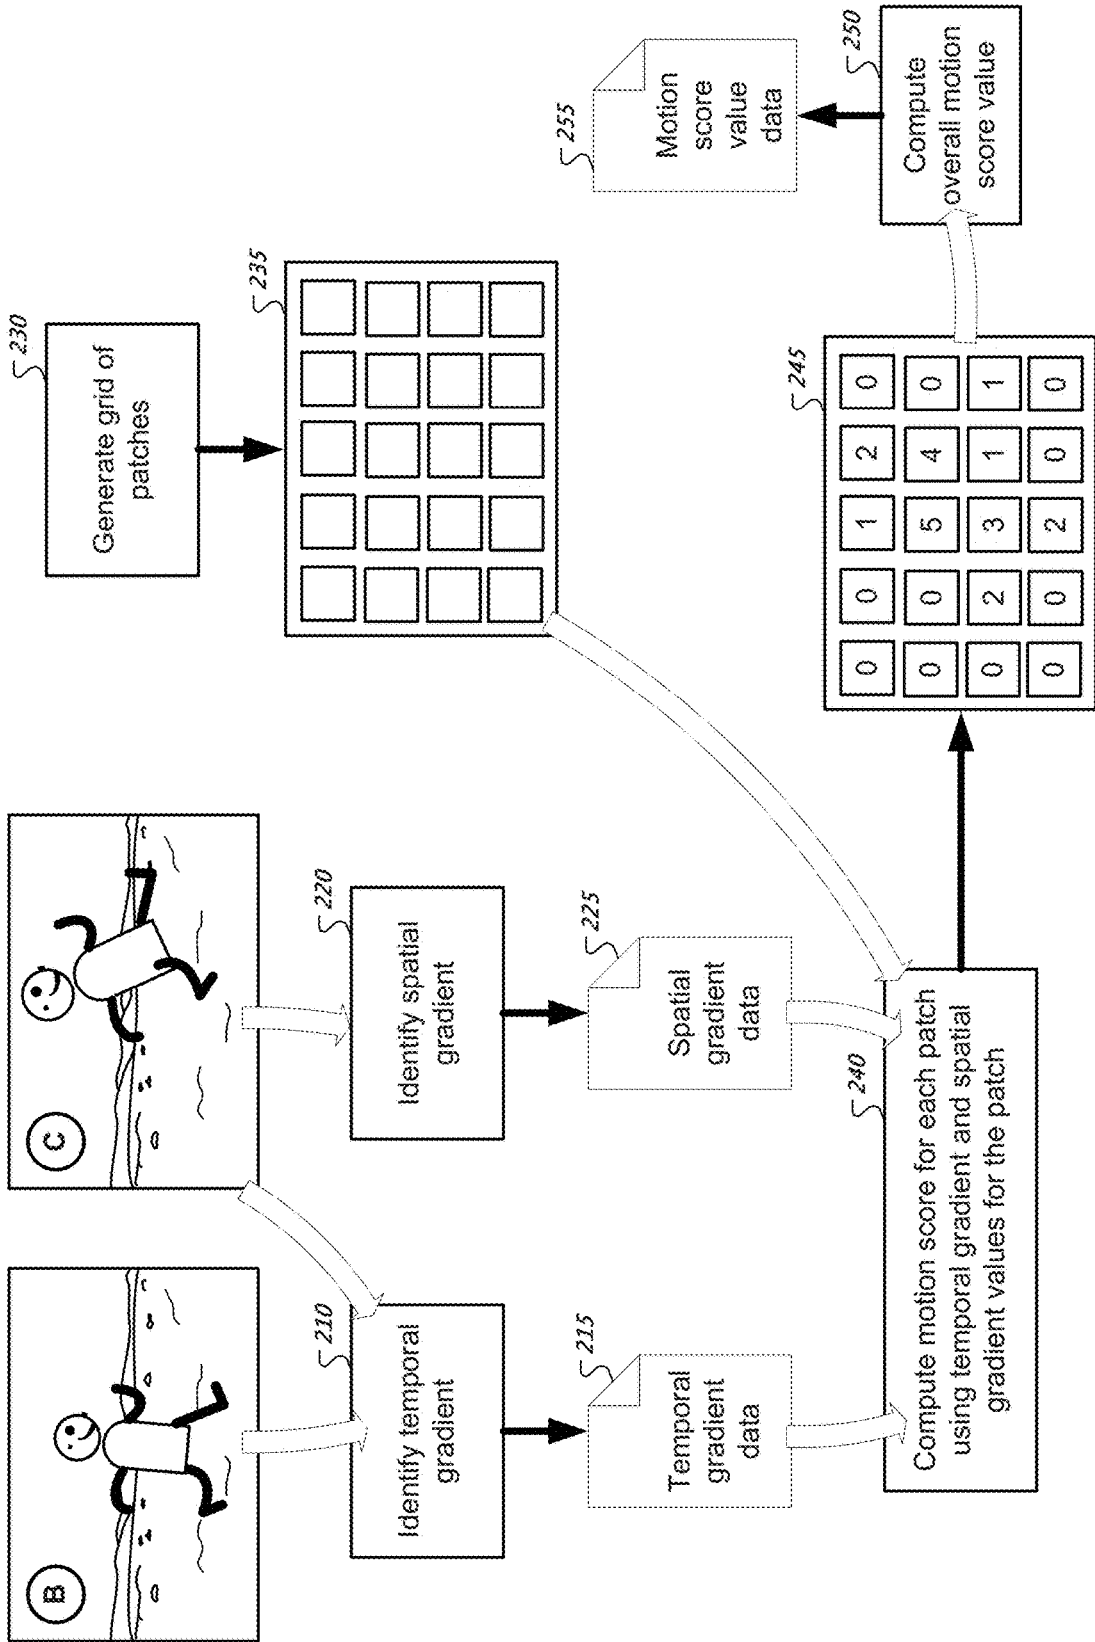 B
C
210
Identify temporal
gradient
220
Identify spatial
gradient
230
Generate grid of
patches
215
Temporal
gradient
data
225
Spatial
gradient
data
235
240
Compute motion score for each patch
using temporal gradient and spatial
gradient values for the patch
245
0 0 1 2 0
0 0 5 4 0
0 2 3 1 1
0 0 2 0 0
250
Compute
overall motion
score value
255
Motion
score
value
data